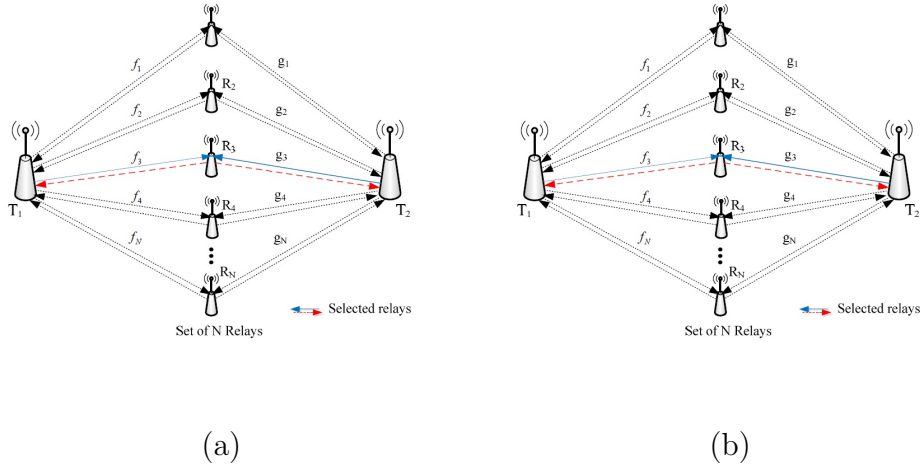 f1
g1
R2
f2
g2
R3
f3
g3
T1
T2
f4
R4
g4
fN
gN
RN
Selected relays
Set of N Relays
(a)
f1
g1
R2
f2
g2
R3
f3
g3
T1
T2
f4
R4
g4
fN
gN
RN
Selected relays
Set of N Relays
(b)